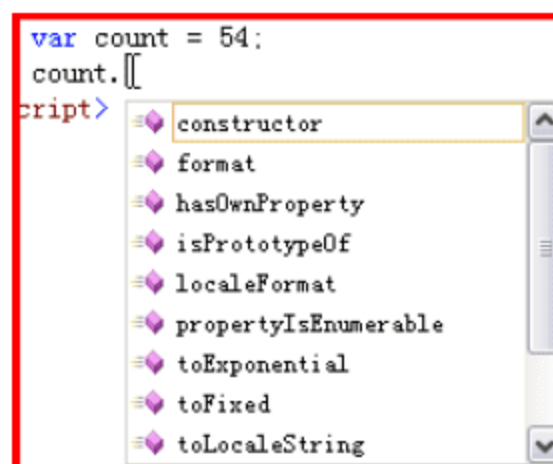 var count = 54;
count.
cript>
constructor
format
hasOwnProperty
isPrototypeOf
localeFormat
propertyIsEnumerable
toExponential
toFixed
toLocaleString